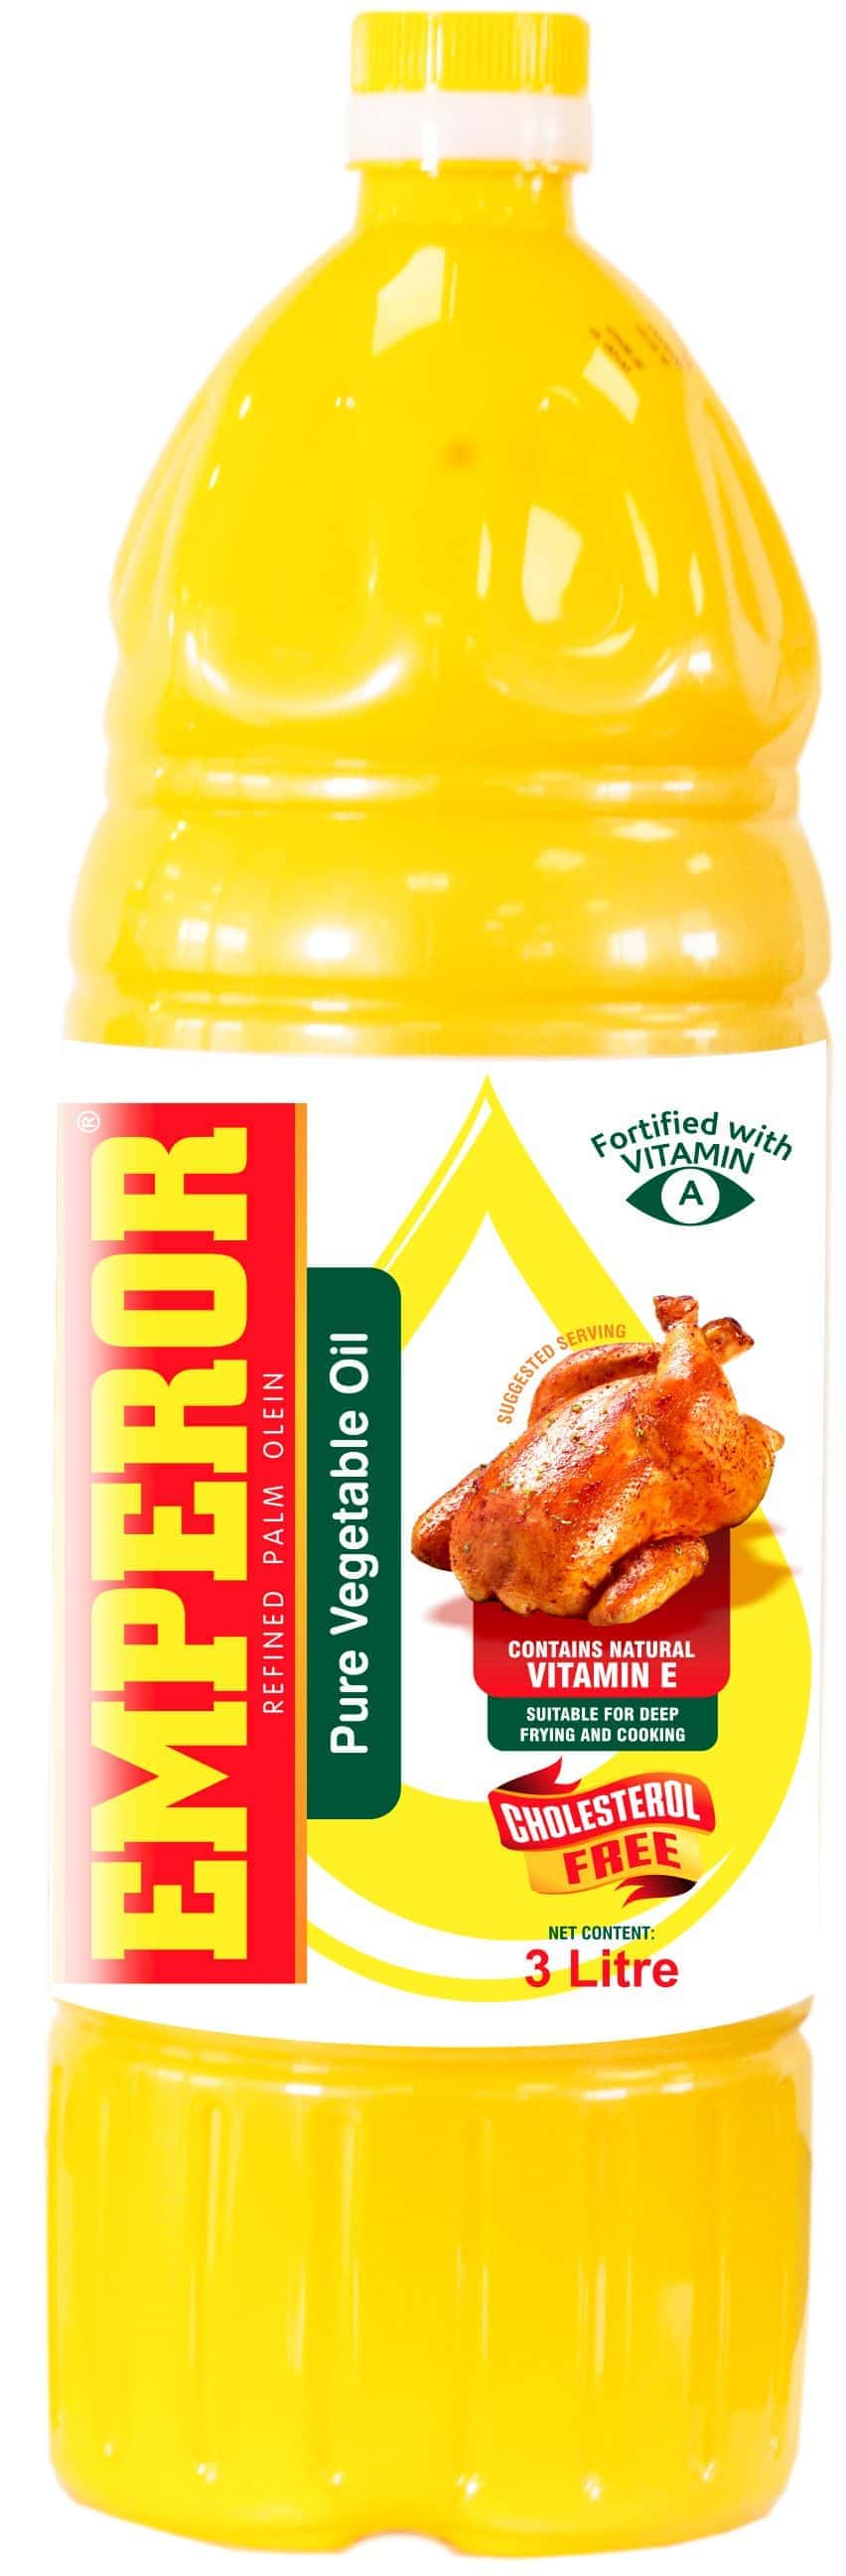 EMPEROR®
REFINED PALM OLEIN
Pure Vegetable Oil
Fortified with
VITAMIN
A
SUGGESTED SERVING
CONTAINS NATURAL
VITAMIN E
SUITABLE FOR DEEP
FRYING AND COOKING
CHOLESTEROL
FREE
NET CONTENT:
3 Litre